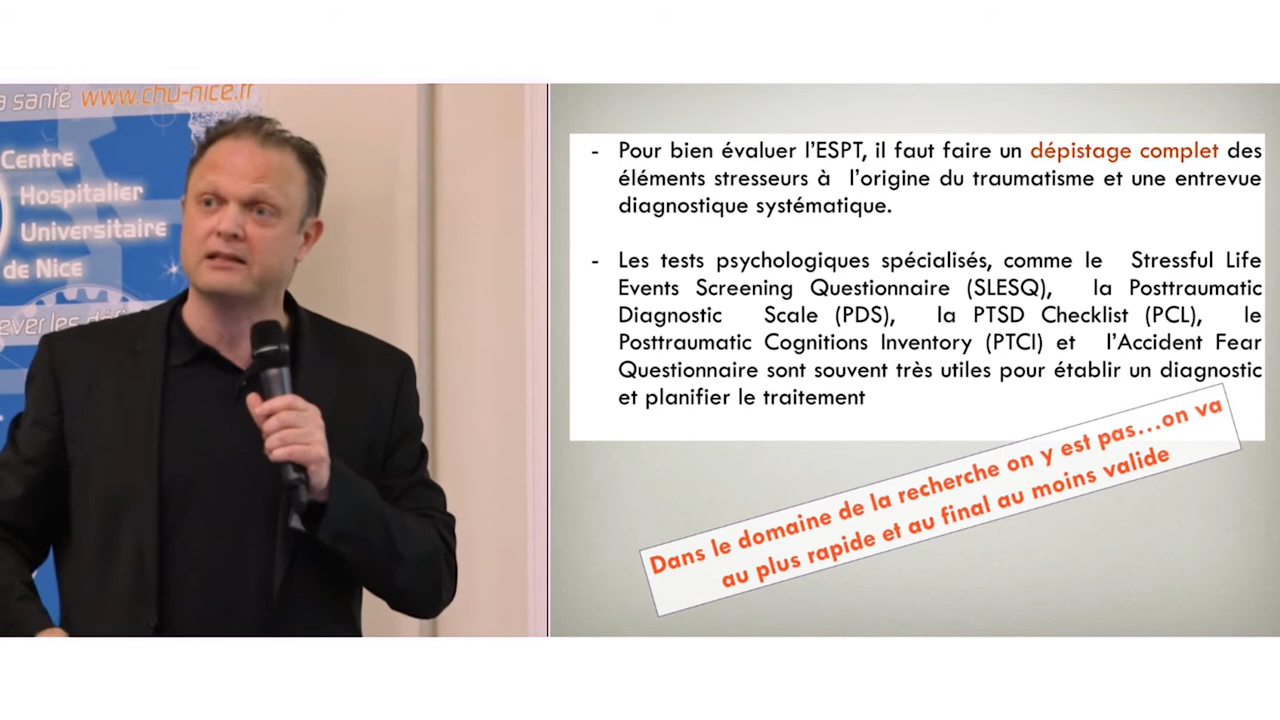 a santé www.chu-nice.fr
Centre
Hospitalier
Universitaire
de Nice
ever les
- Pour bien évaluer l'ESPT, il faut faire un dépistage complet des
éléments stresseurs à l'origine du traumatisme et une entrevue
diagnostique systématique.
- Les tests psychologiques spécialisés, comme le Stressful Life
Events Screening Questionnaire (SLESQ), la Posttraumatic
Diagnostic Scale (PDS), la PTSD Checklist (PCL), le
Posttraumatic Cognitions Inventory (PTCI) et l'Accident Fear
Questionnaire sont souvent très utiles pour établir un diagnostic
et planifier le traitement
Dans le domaine de la recherche on y est pas...on va
au plus rapide et au final au moins valide